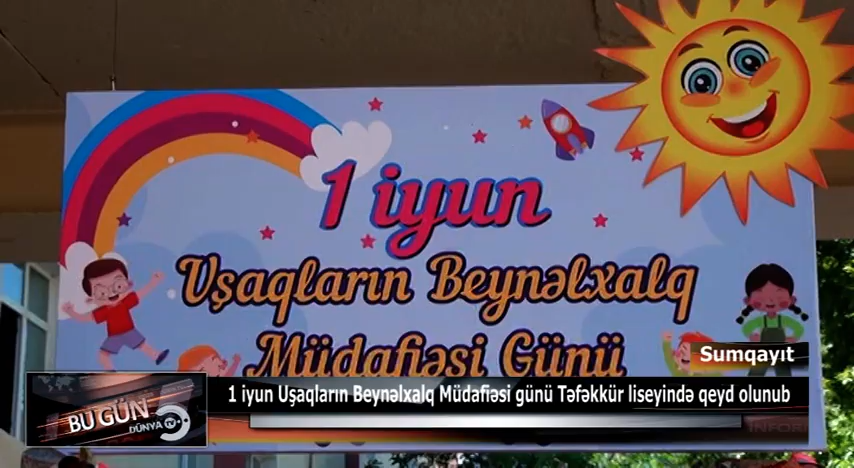 1 iyun
Uşaqların Beynəlxalq
Müdafiəsi Günü
Sumqayıt
1 iyun Uşaqların Beynəlxalq Müdafiəsi günü Təfəkkür liseyində qeyd olunub
BU GÜN
DÜNYA TV